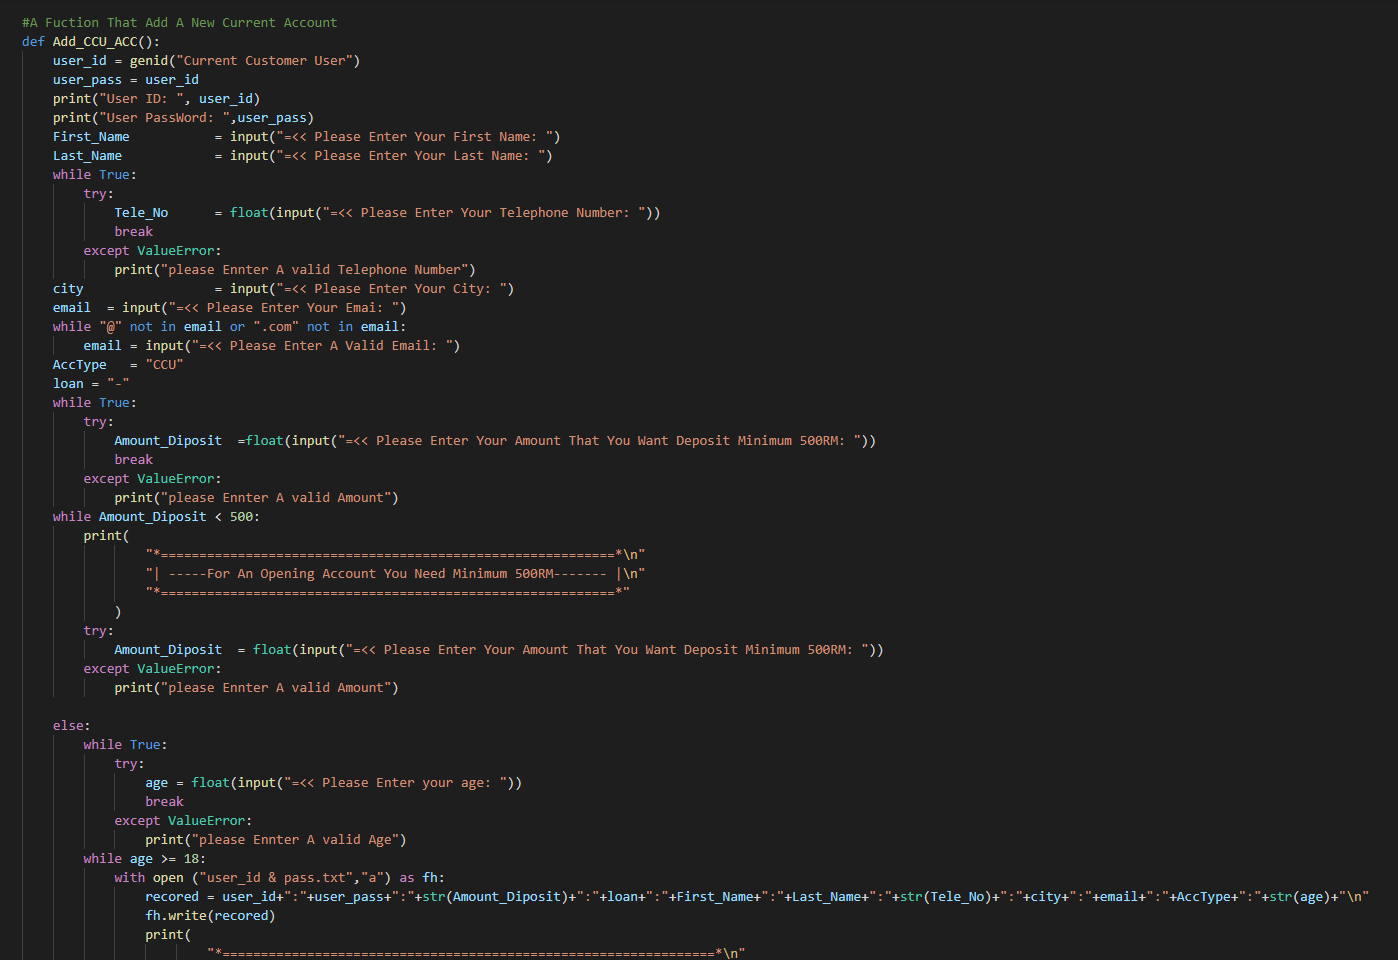 #A Fuction That Add A New Current Account
def Add_CCU_ACC():
    user_id = genid("Current Customer User")
    user_pass = user_id
    print("User ID: ", user_id)
    print("User PassWord: ",user_pass)
    First_Name           = input("=<< Please Enter Your First Name: ")
    Last_Name            = input("=<< Please Enter Your Last Name: ")
    while True:
        try:
            Tele_No      = float(input("=<< Please Enter Your Telephone Number: "))
            break
        except ValueError:
            print("please Ennter A valid Telephone Number")
    city                 = input("=<< Please Enter Your City: ")
    email  = input("=<< Please Enter Your Emai: ")
    while "@" not in email or ".com" not in email:
        email = input("=<< Please Enter A Valid Email: ")
    AccType   = "CCU"
    loan = "-"
    while True:
        try:
            Amount_Diposit  =float(input("=<< Please Enter Your Amount That You Want Deposit Minimum 500RM: "))
            break
        except ValueError:
            print("please Ennter A valid Amount")
    while Amount_Diposit < 500:
        print(
                "*===========================================================*\n"
                "| -----For An Opening Account You Need Minimum 500RM------- |\n"
                "*===========================================================*"
            )
        try:
            Amount_Diposit  = float(input("=<< Please Enter Your Amount That You Want Deposit Minimum 500RM: "))
        except ValueError:
            print("please Ennter A valid Amount")
    else:
        while True:
            try:
                age = float(input("=<< Please Enter your age: "))
                break
            except ValueError:
                print("please Ennter A valid Age")
        while age >= 18:
            with open ("user_id & pass.txt","a") as fh:
                recored = user_id+":"+user_pass+":"+str(Amount_Diposit)+":"+loan+":"+First_Name+":"+Last_Name+":"+str(Tele_No)+":"+city+":"+email+":"+AccType+":"+str(age)+"\n"
                fh.write(recored)
                print(
                        "*================================================================*\n"